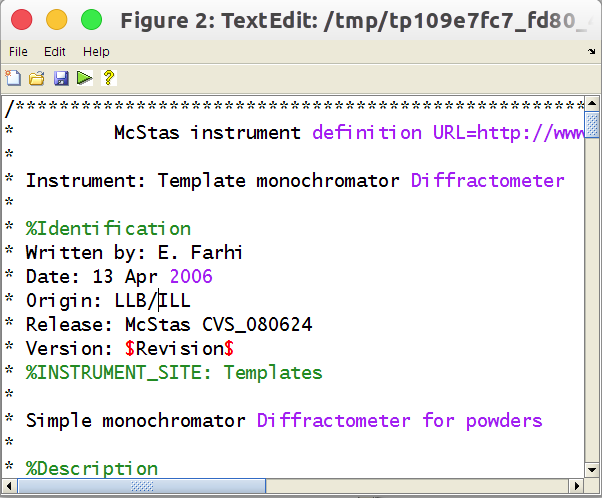 Figure 2: TextEdit: /tmp/tp109e7fc7_fd80_
File Edit Help
/****************************************************
* McStas instrument definition URL=http://www
*
* Instrument: Template monochromator Diffractometer
*
* %Identification
* Written by: E. Farhi
* Date: 13 Apr 2006
* Origin: LLB/ILL
* Release: McStas CVS_080624
* Version: $Revision$
* %INSTRUMENT_SITE: Templates
*
* Simple monochromator Diffractometer for powders
*
* %Description